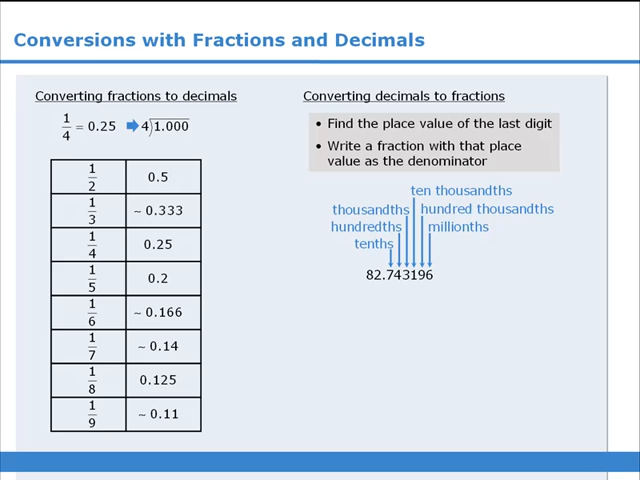 Conversions with Fractions and Decimals
Converting fractions to decimals
1/4 = 0.25 4)1.000
1/2 0.5
1/3 ~ 0.333
1/4 0.25
1/5 0.2
1/6 ~ 0.166
1/7 ~ 0.14
1/8 0.125
1/9 ~ 0.11
Converting decimals to fractions
• Find the place value of the last digit
• Write a fraction with that place
value as the denominator
ten thousandths
thousandths hundred thousandths
hundredths millionths
tenths
82.743196